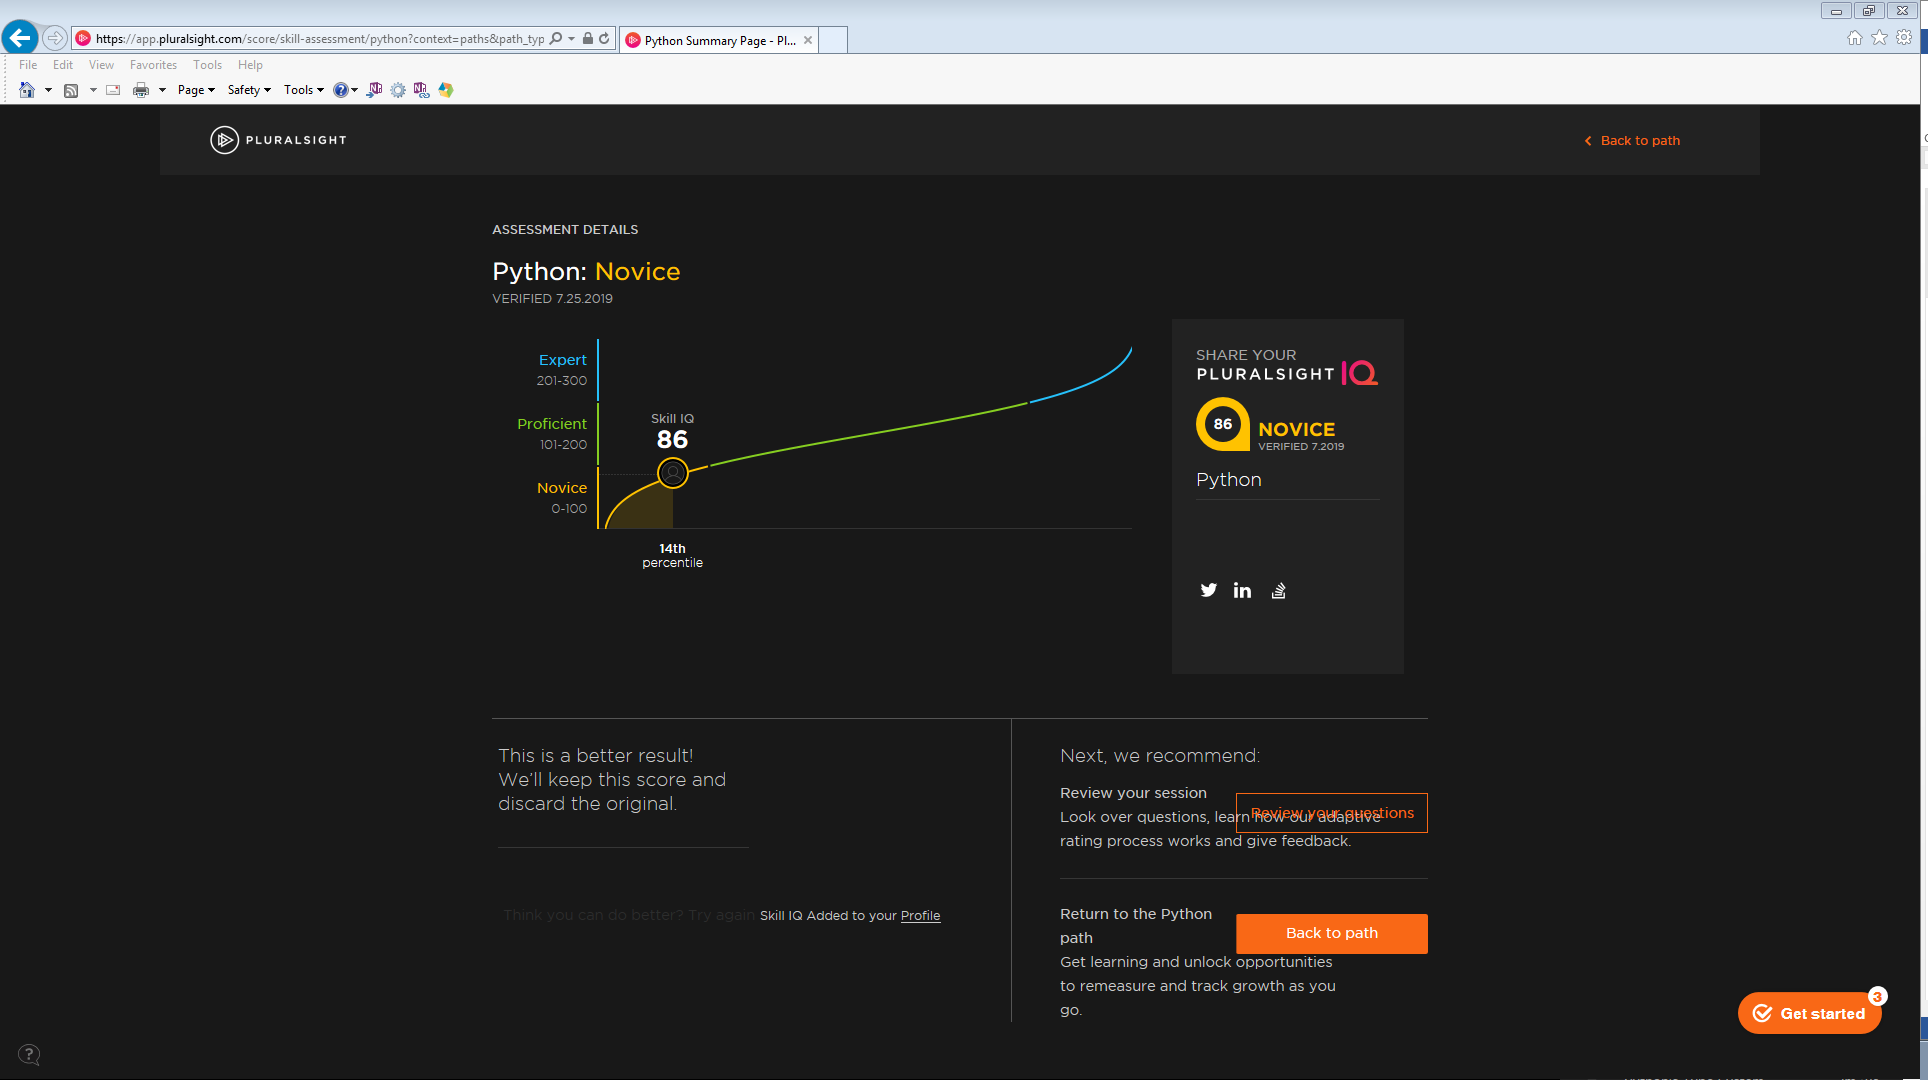 https://app.pluralsight.com/score/skill-assessment/python?context=paths&path_typ
Python Summary Page - Pl...
File Edit View Favorites Tools Help
Page Safety Tools
PLURALSIGHT
Back to path
ASSESSMENT DETAILS
Python: Novice
VERIFIED 7.25.2019
Expert
201-300
Proficient
101-200
Novice
0-100
Skill IQ
86
14th
percentile
SHARE YOUR
PLURALSIGHT IQ
86
NOVICE
VERIFIED 7.2019
Python
This is a better result!
We'll keep this score and
discard the original.
Think you can do better? Try again Skill IQ Added to your Profile
Next, we recommend:
Review your session
Look over questions, learn how our adaptive
rating process works and give feedback.
Review your questions
Return to the Python
path
Get learning and unlock opportunities
to remeasure and track growth as you
go.
Back to path
Get started
3
?